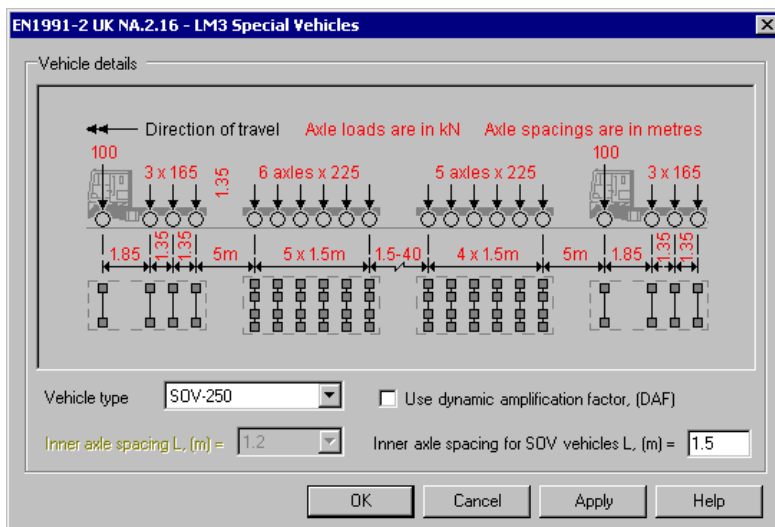 EN1991-2 UK NA.2.16 - LM3 Special Vehicles
Vehicle details
Direction of travel Axle loads are in kN Axle spacings are in metres
100 3 x 165 1.35 6 axles x 225 5 axles x 225 100 3 x 165
1.85 1.35 1.35 5m 5 x 1.5m 1.5-40 4 x 1.5m 5m 1.85 1.35 1.35
Vehicle type SOV-250 Use dynamic amplification factor, (DAF)
Inner axle spacing L, (m) = 1.2 Inner axle spacing for SOV vehicles L, (m) = 1.5
OK Cancel Apply Help